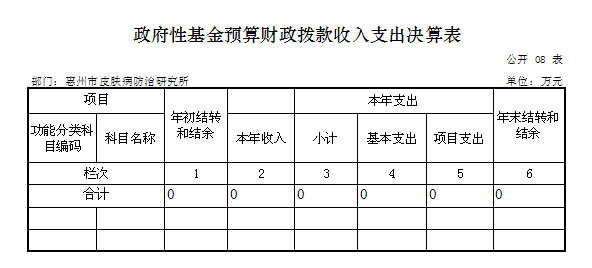 政府性基金预算财政拨款收入支出决算表
公开 08 表
部门：惠州市皮肤病防治研究所 单位：万元
项目 年初结转和结余 本年收入 本年支出 年末结转和结余
功能分类科目编码 科目名称 小计 基本支出 项目支出
栏次 1 2 3 4 5 6
合计 0 0 0 0 0 0